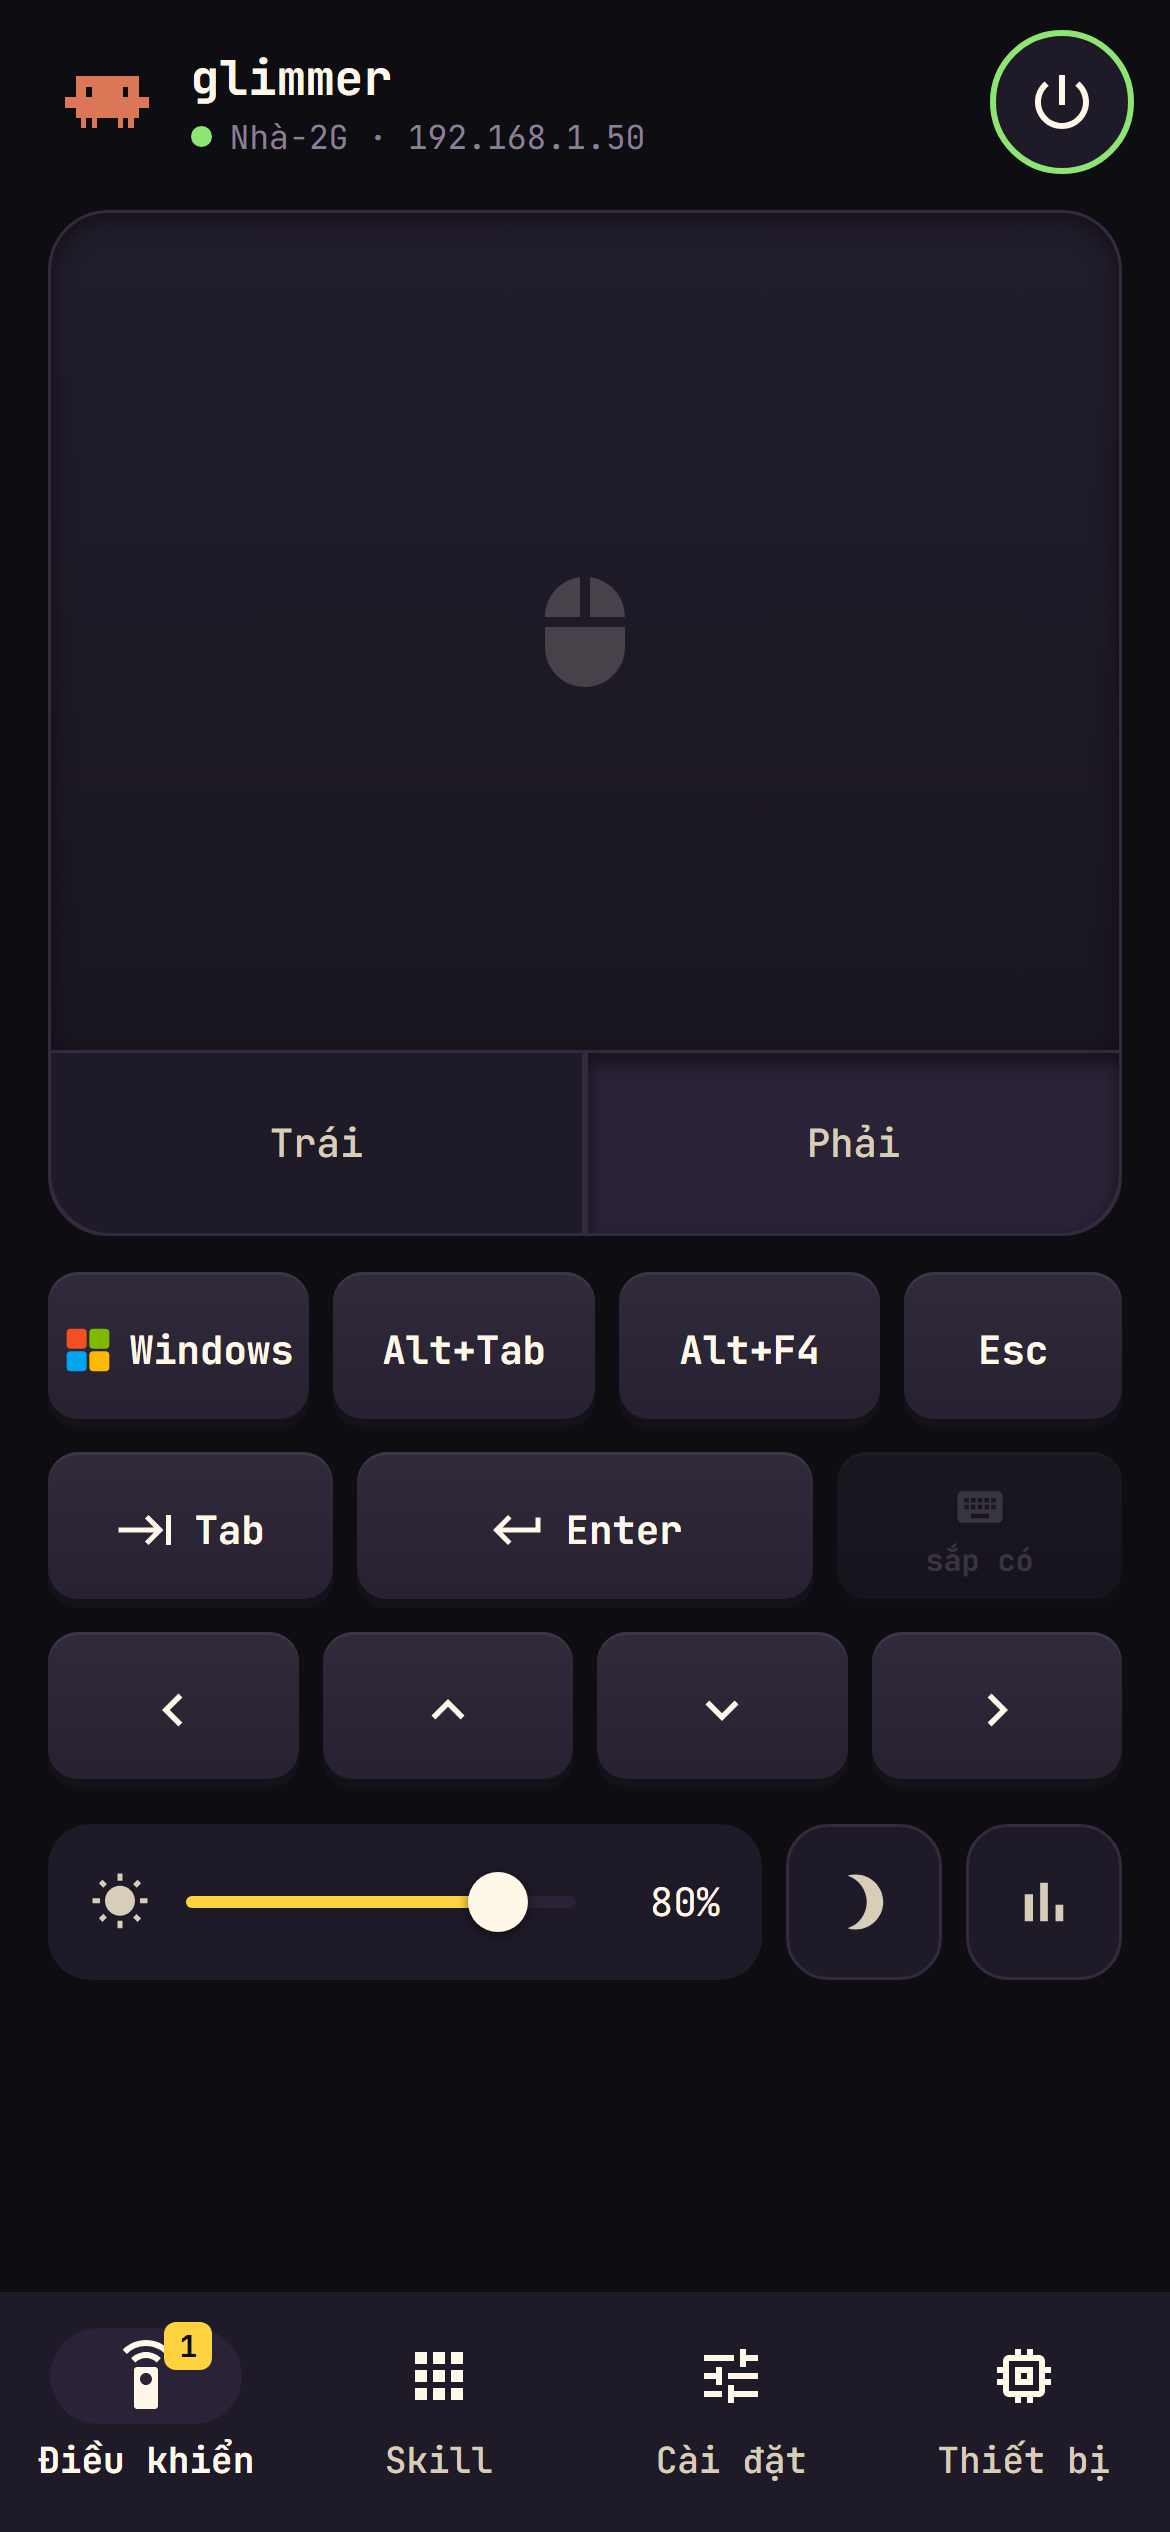 glimmer
Nhà-2G · 192.168.1.50
Trái
Phải
Windows
Alt+Tab
Alt+F4
Esc
Tab
Enter
sắp có
80%
1
Điều khiển
Skill
Cài đặt
Thiết bị